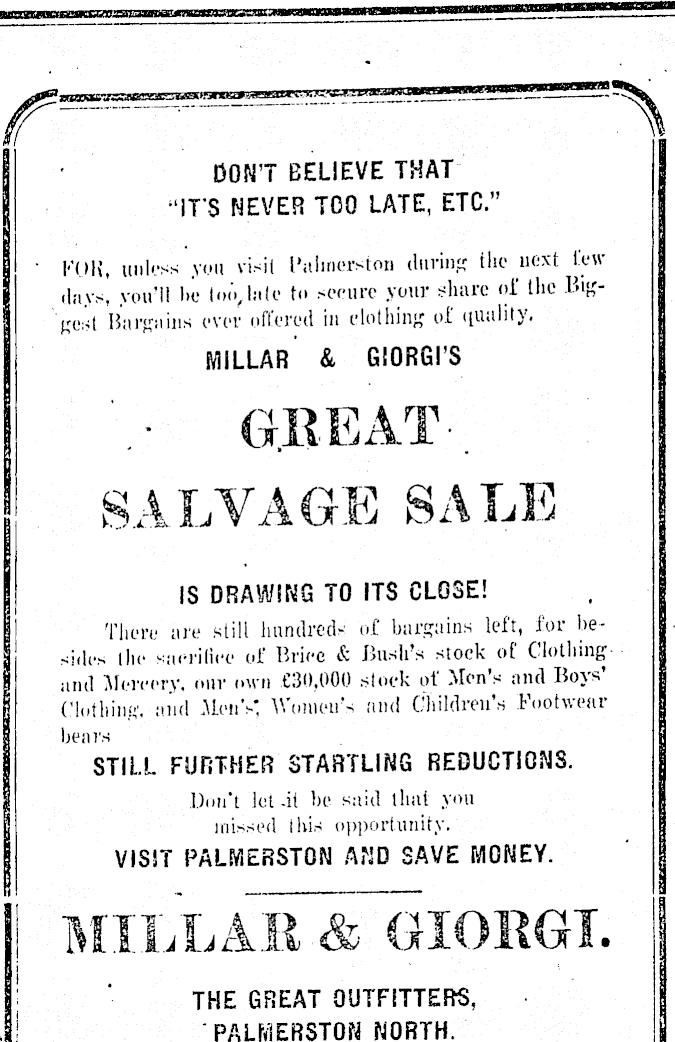 DON'T BELIEVE THAT
"IT'S NEVER TOO LATE, ETC."
FOR, unless you visit Palmerston during the next few
days, you'll be too late to secure your share of the Big-
gest Bargains ever offered in clothing of quality.
MILLAR & GIORGI'S
GREAT
SALVAGE SALE
IS DRAWING TO ITS CLOSE!
There are still hundreds of bargains left, for be-
sides the sacrifice of Brice & Bush's stock of Clothing
and Mercery, our own £30,000 stock of Men's and Boys'
Clothing, and Men's, Women's and Children's Footwear
bears
STILL FURTHER STARTLING REDUCTIONS.
Don't let it be said that you
missed this opportunity.
VISIT PALMERSTON AND SAVE MONEY.
MILLAR & GIORGI.
THE GREAT OUTFITTERS,
PALMERSTON NORTH.